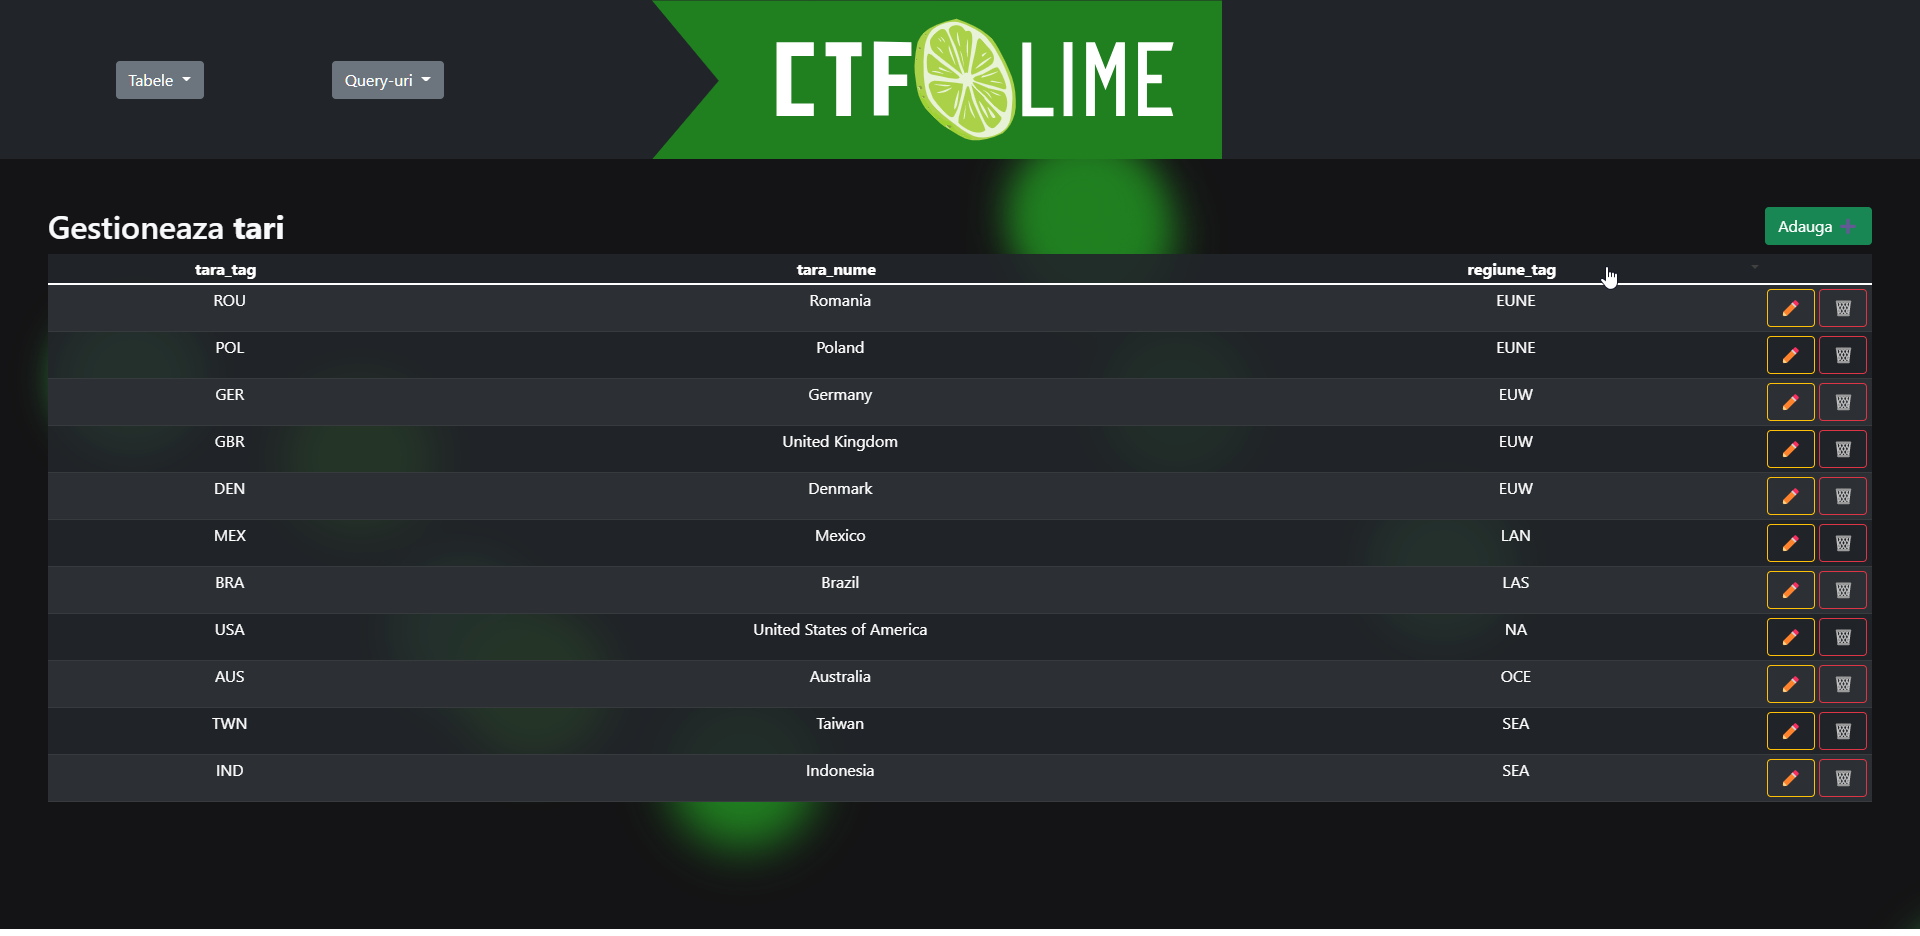 Tabele
Query-uri
CTF LIME
Gestioneaza tari
Adauga
tara_tag tara_nume regiune_tag
ROU Romania EUNE
POL Poland EUNE
GER Germany EUW
GBR United Kingdom EUW
DEN Denmark EUW
MEX Mexico LAN
BRA Brazil LAS
USA United States of America NA
AUS Australia OCE
TWN Taiwan SEA
IND Indonesia SEA